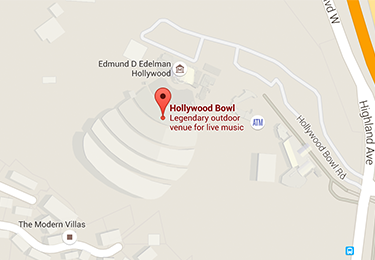 lvd W
Edmund D Edelman
Hollywood
Hollywood Bowl
Legendary outdoor
venue for live music
ATM
Highland Ave
Hollywood Bowl Rd
The Modern Villas